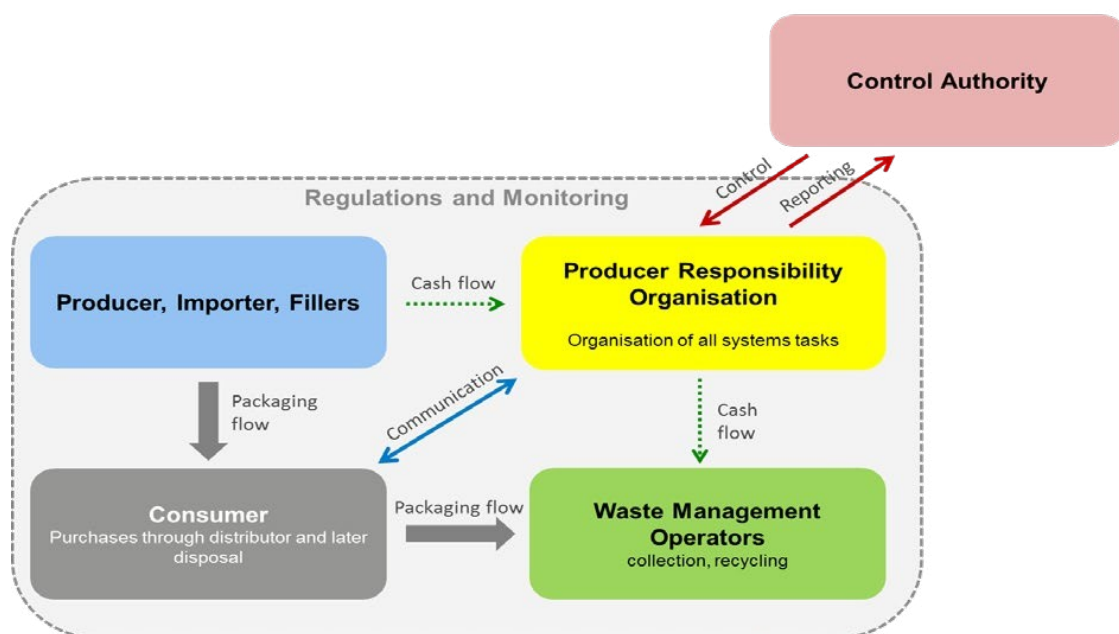 Control Authority
Control
Reporting
Regulations and Monitoring
Producer, Importer, Fillers
Cash flow
Producer Responsibility
Organisation
Organisation of all systems tasks
Packaging
flow
Communication
Cash
flow
Consumer
Purchases through distributor and later
disposal
Packaging flow
Waste Management
Operators
collection, recycling